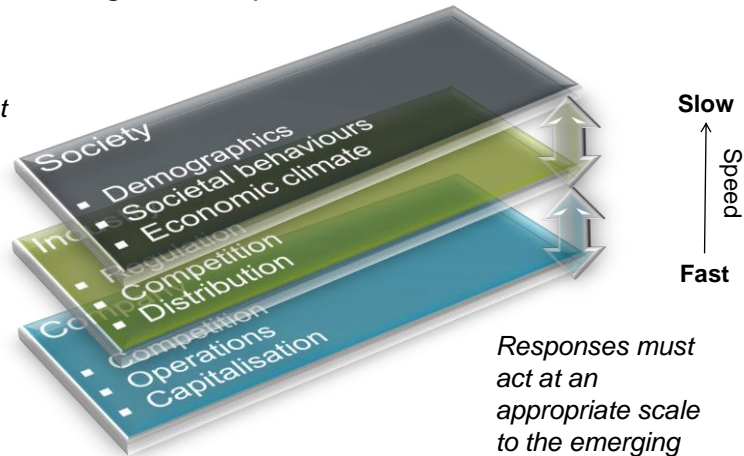 Society
▪ Demographics
▪ Societal behaviours
▪ Economic climate
▪ Regulation
▪ Competition
▪ Distribution
Company
▪ Competition
▪ Operations
▪ Capitalisation
Slow
Speed
Fast
Responses must
act at an
appropriate scale
to the emerging